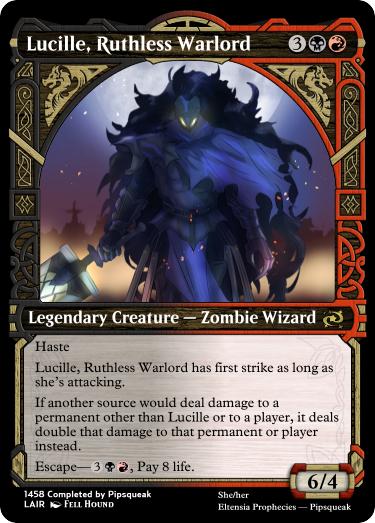 Lucille, Ruthless Warlord 3
Legendary Creature — Zombie Wizard
Haste
Lucille, Ruthless Warlord has first strike as long as
she's attacking.
If another source would deal damage to a
permanent other than Lucille or to a player, it deals
double that damage to that permanent or player
instead.
Escape—3, Pay 8 life.
6/4
1458 Completed by Pipsqueak She/her
LAIR Fell Hound Eltensia Prophecies — Pipsqueak